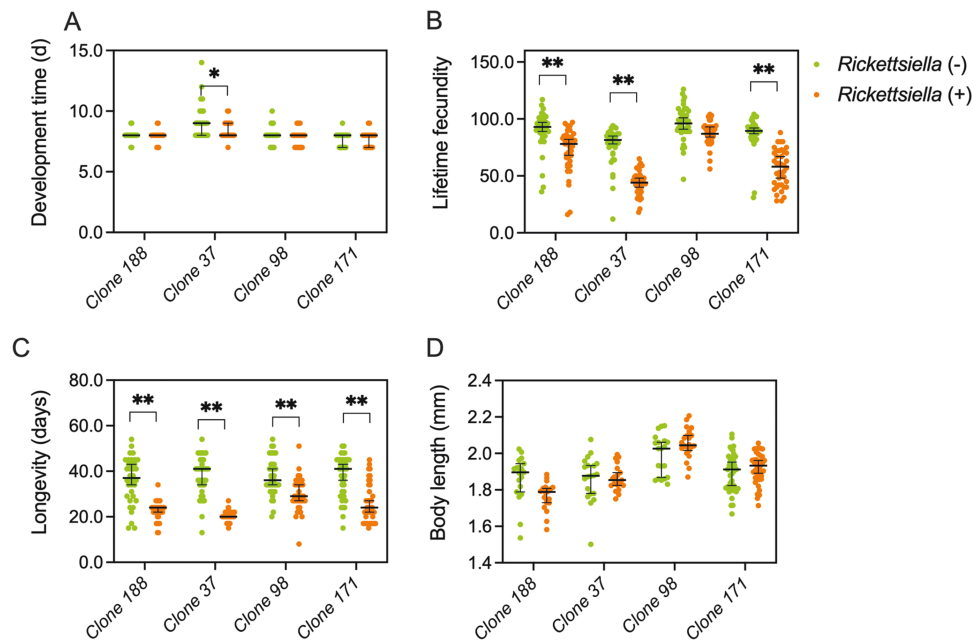 A
Development time (d)
15.0
10.0
5.0
0.0
*
Clone 188
Clone 37
Clone 98
Clone 171
B
Lifetime fecundity
150.0
100.0
50.0
0.0
**
**
**
Clone 188
Clone 37
Clone 98
Clone 171
Rickettsiella (-)
Rickettsiella (+)
C
Longevity (days)
80.0
60.0
40.0
20.0
0.0
**
**
**
**
Clone 188
Clone 37
Clone 98
Clone 171
D
Body length (mm)
2.4
2.2
2.0
1.8
1.6
1.4
Clone 188
Clone 37
Clone 98
Clone 171